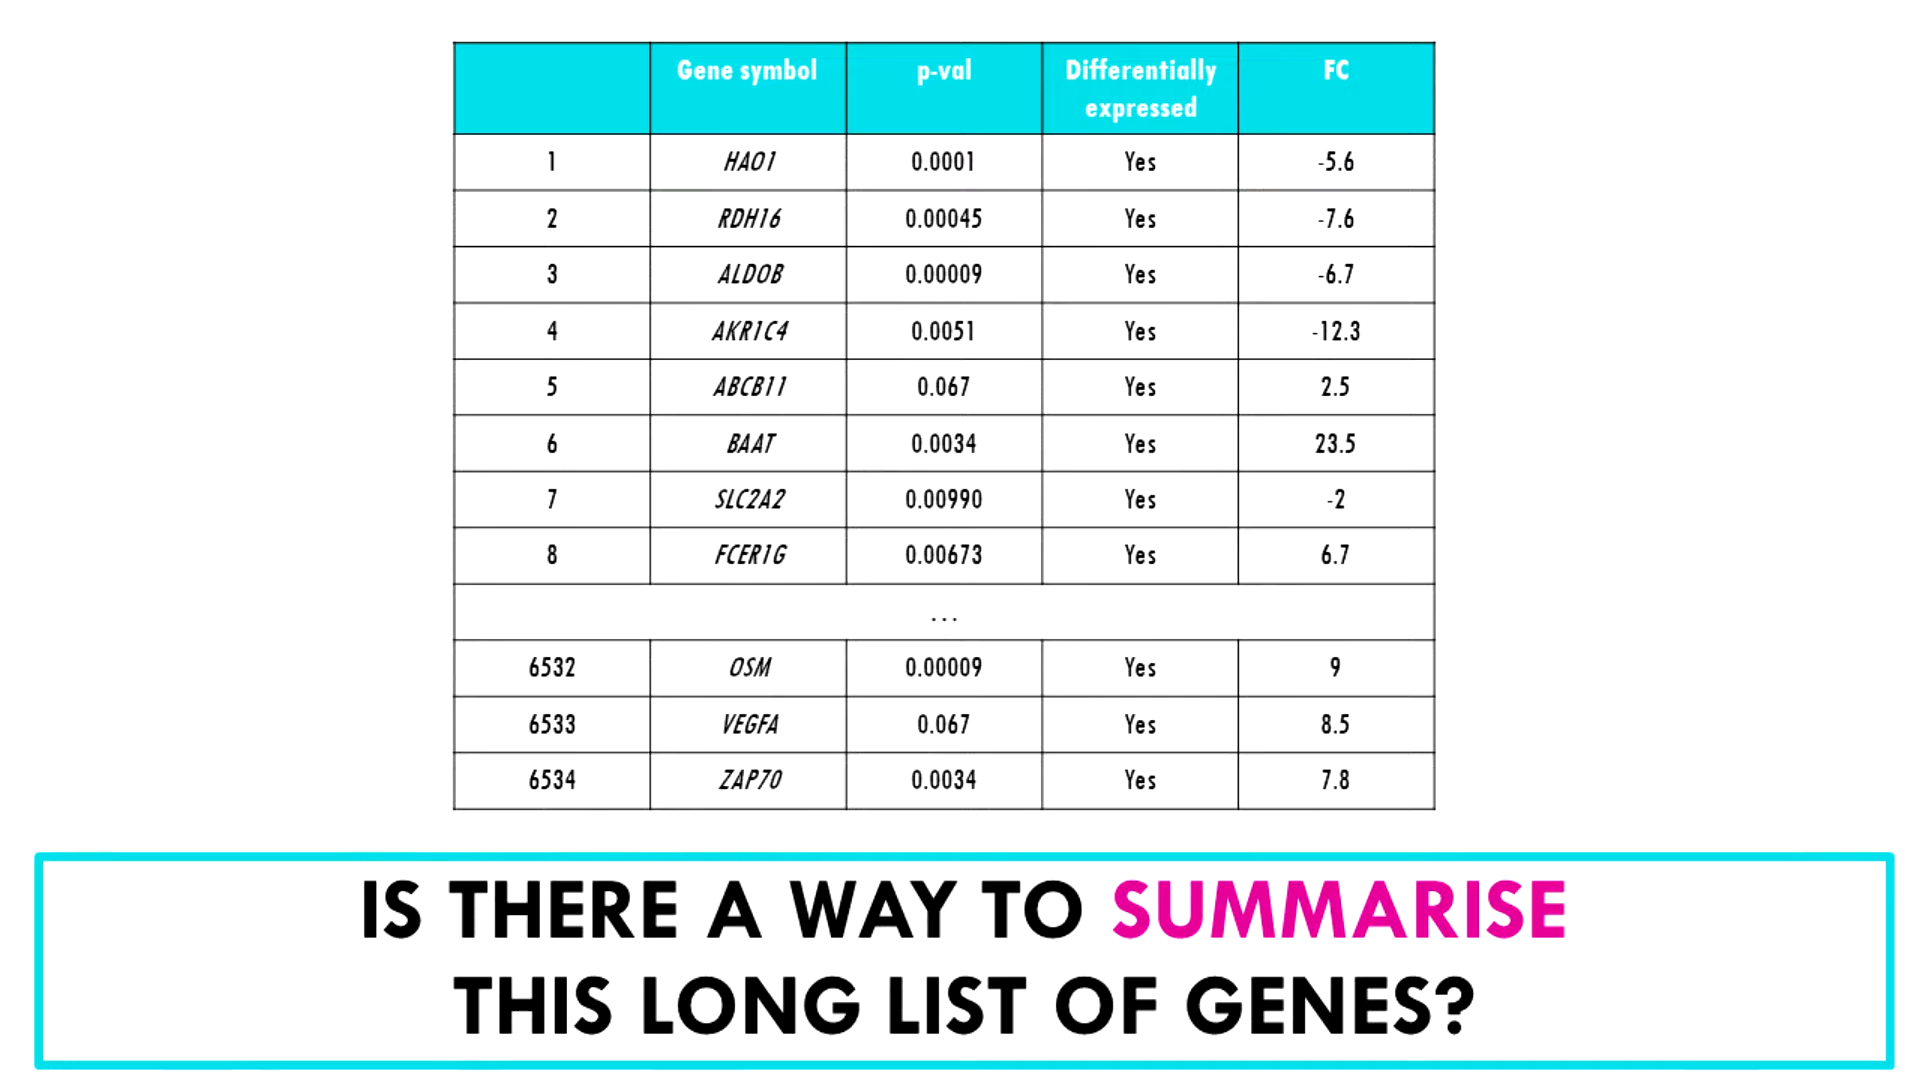 Gene symbol p-val Differentially expressed FC
1 HAO1 0.0001 Yes -5.6
2 RDH16 0.00045 Yes -7.6
3 ALDOB 0.00009 Yes -6.7
4 AKR1C4 0.0051 Yes -12.3
5 ABCB11 0.067 Yes 2.5
6 BAAT 0.0034 Yes 23.5
7 SLC2A2 0.00990 Yes -2
8 FCER1G 0.00673 Yes 6.7
...
6532 OSM 0.00009 Yes 9
6533 VEGFA 0.067 Yes 8.5
6534 ZAP70 0.0034 Yes 7.8
IS THERE A WAY TO SUMMARISE
THIS LONG LIST OF GENES?